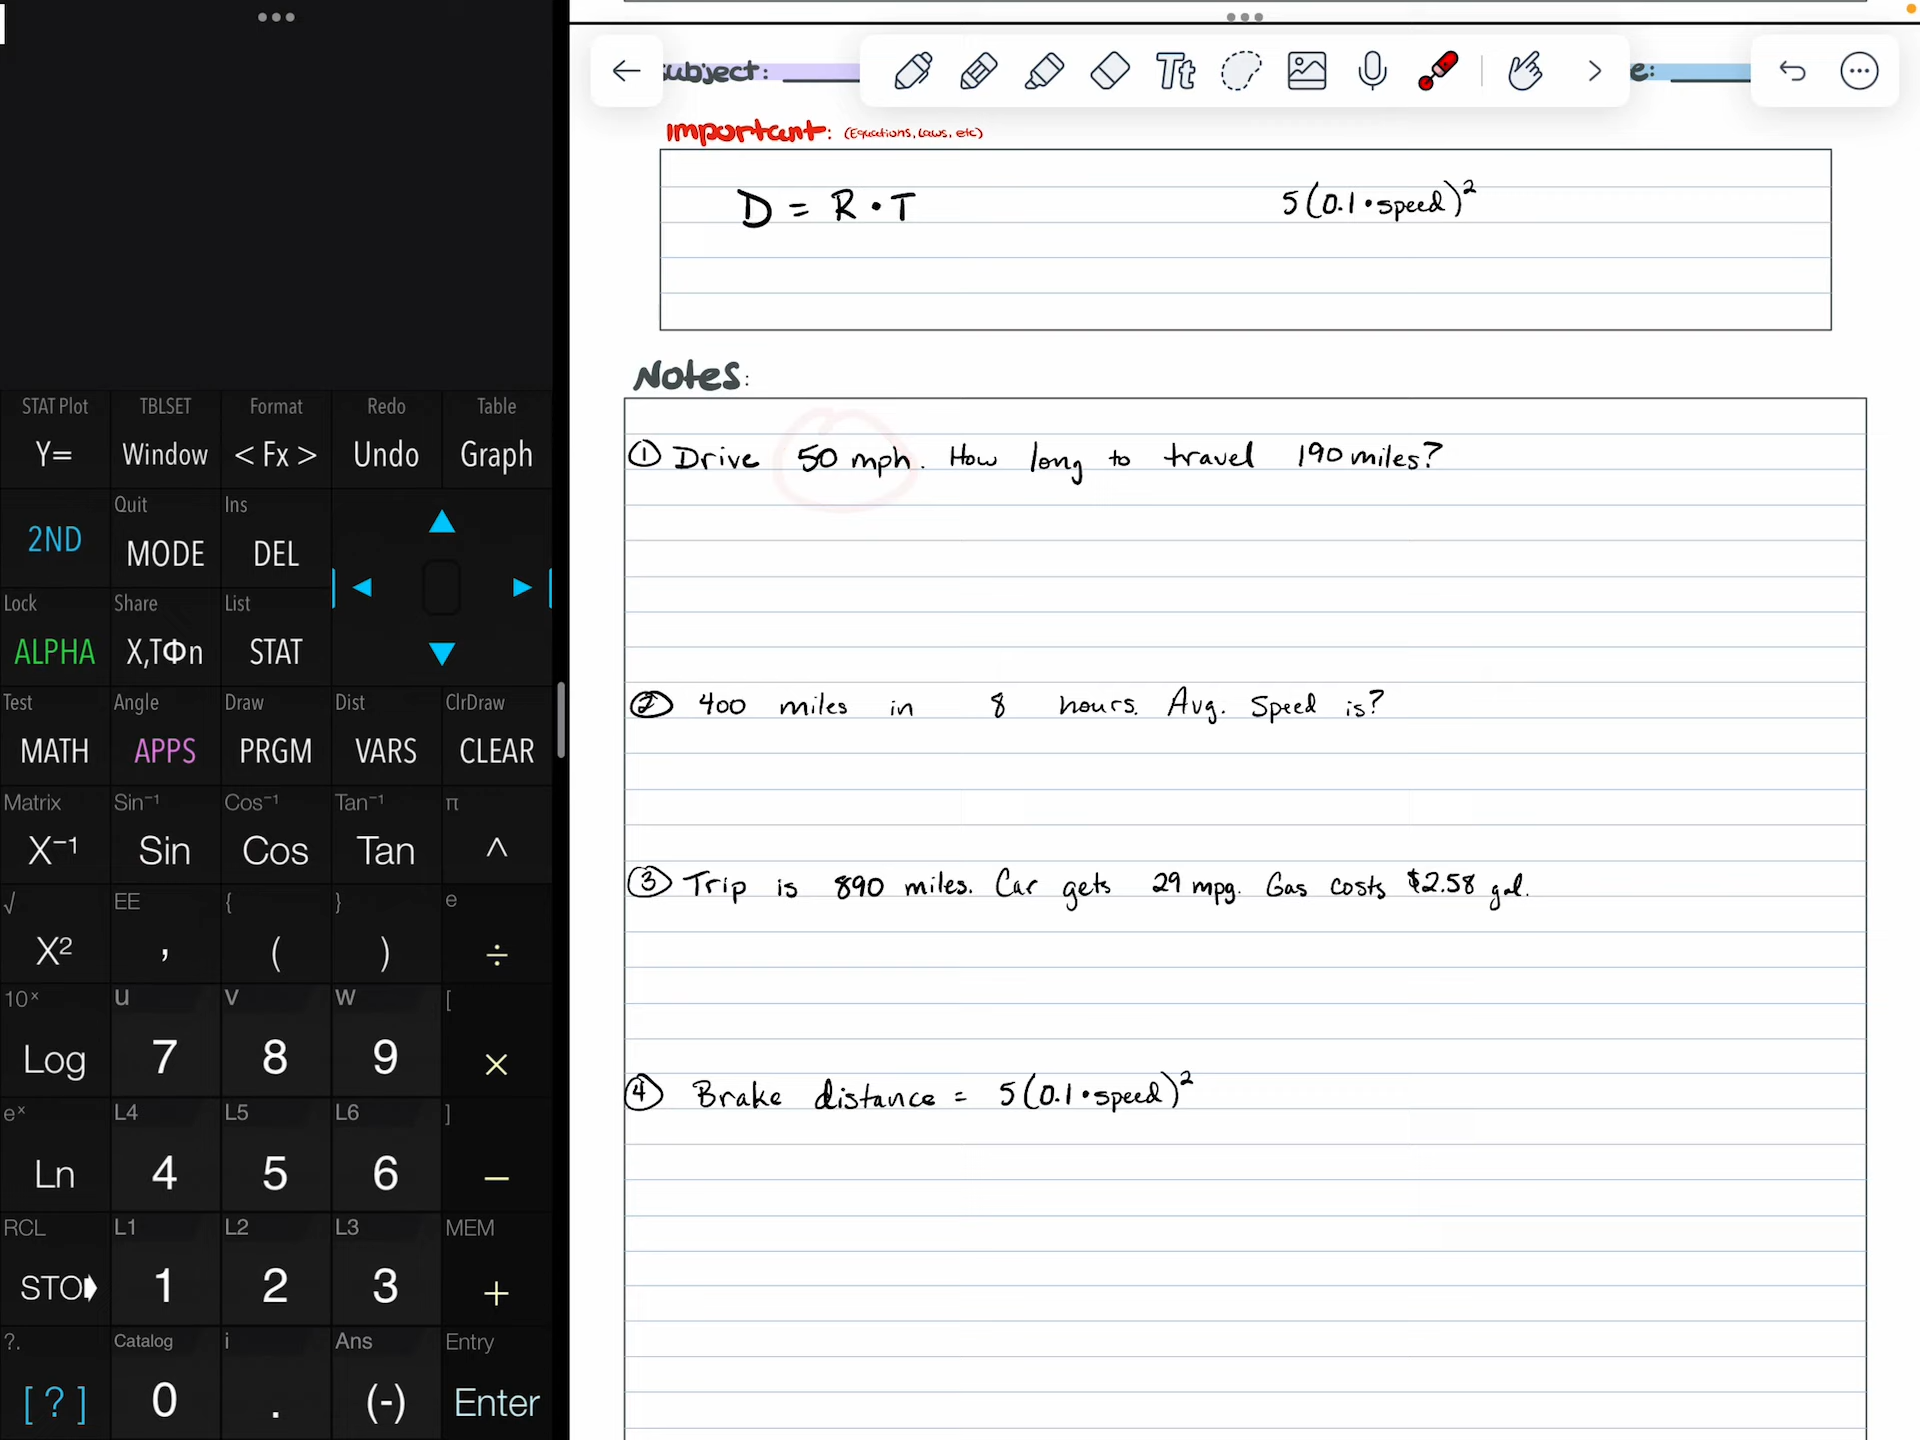 subject:
e:
Important: (Equations, Laws, etc)
D = R • T
5(0.1•speed)²
Notes:
① Drive 50 mph. How long to travel 190 miles?
② 400 miles in 8 hours. Avg. Speed is?
③ Trip is 890 miles. Car gets 29 mpg. Gas costs $2.58 gal.
④ Brake distance = 5(0.1•speed)²
Tt
STAT Plot TBLSET Format Redo Table
Y= Window < Fx > Undo Graph
Quit Ins
2ND MODE DEL
Lock Share List
ALPHA X,TΦn STAT
Test Angle Draw Dist ClrDraw
MATH APPS PRGM VARS CLEAR
Matrix Sin⁻¹ Cos⁻¹ Tan⁻¹ π
X⁻¹ Sin Cos Tan ^
√ EE { } e
X² , ( ) ÷
10ˣ u v w [
Log 7 8 9 ×
eˣ L4 L5 L6 ]
Ln 4 5 6 −
RCL L1 L2 L3 MEM
STO 1 2 3 +
?. Catalog i Ans Entry
[ ? ] 0 . (-) Enter